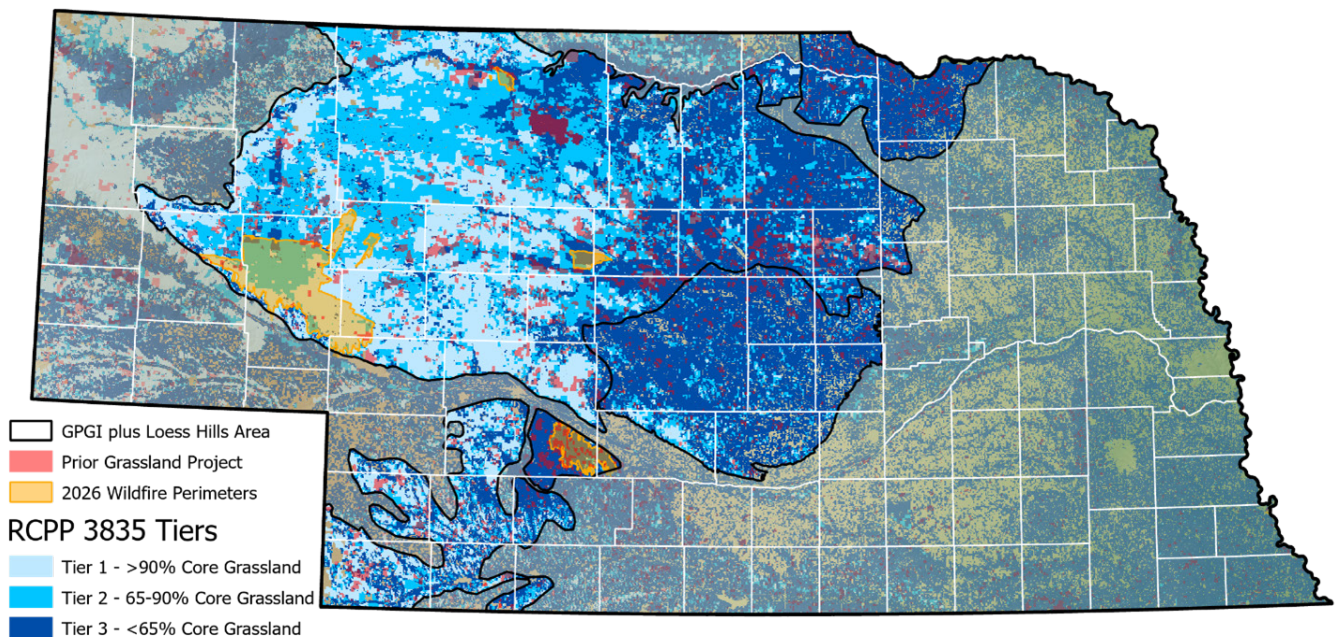 GPGI plus Loess Hills Area
Prior Grassland Project
2026 Wildfire Perimeters
RCPP 3835 Tiers
Tier 1 - >90% Core Grassland
Tier 2 - 65-90% Core Grassland
Tier 3 - <65% Core Grassland